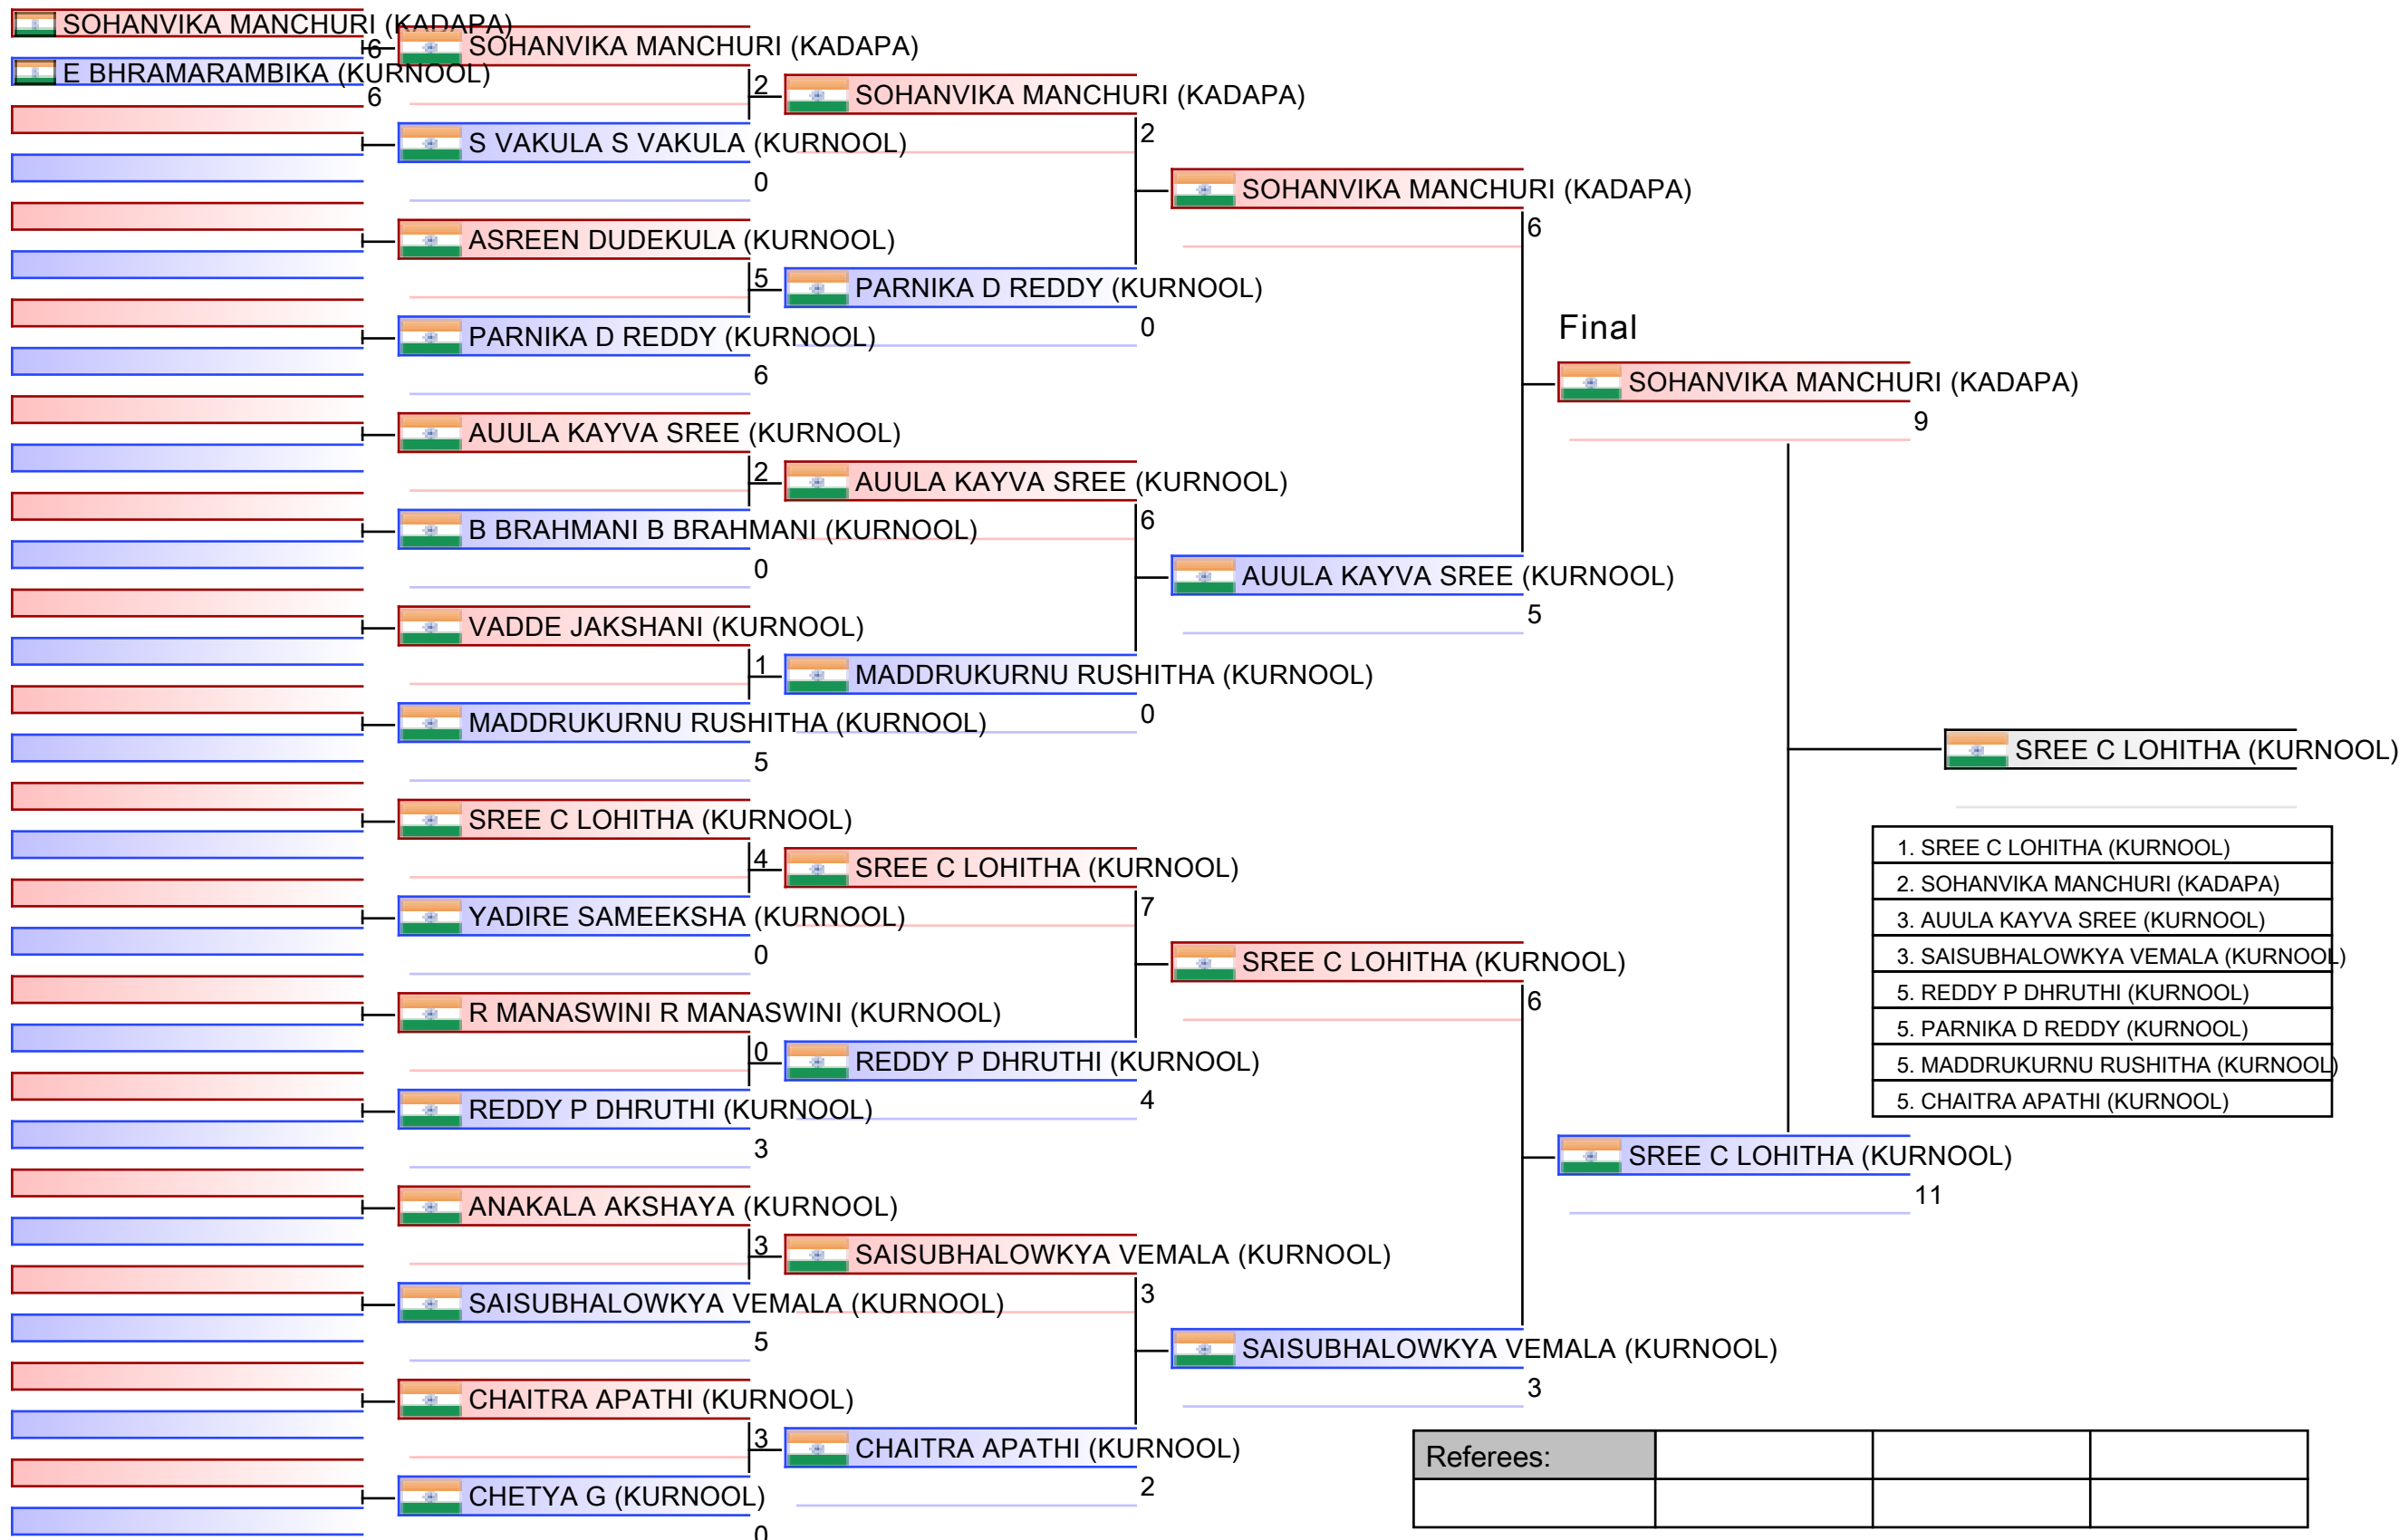 SOHANVIKA MANCHURI (KADAPA)
6
E BHRAMARAMBIKA (KURNOOL)
6
SOHANVIKA MANCHURI (KADAPA)
2
S VAKULA S VAKULA (KURNOOL)
0
ASREEN DUDEKULA (KURNOOL)
5
PARNIKA D REDDY (KURNOOL)
6
AUULA KAYVA SREE (KURNOOL)
2
B BRAHMANI B BRAHMANI (KURNOOL)
0
VADDE JAKSHANI (KURNOOL)
1
MADDRUKURNU RUSHITHA (KURNOOL)
5
SREE C LOHITHA (KURNOOL)
4
YADIRE SAMEEKSHA (KURNOOL)
0
R MANASWINI R MANASWINI (KURNOOL)
0
REDDY P DHRUTHI (KURNOOL)
3
ANAKALA AKSHAYA (KURNOOL)
3
SAISUBHALOWKYA VEMALA (KURNOOL)
5
CHAITRA APATHI (KURNOOL)
3
CHETYA G (KURNOOL)
0
SOHANVIKA MANCHURI (KADAPA)
2
PARNIKA D REDDY (KURNOOL)
0
AUULA KAYVA SREE (KURNOOL)
6
MADDRUKURNU RUSHITHA (KURNOOL)
0
SREE C LOHITHA (KURNOOL)
7
REDDY P DHRUTHI (KURNOOL)
4
SAISUBHALOWKYA VEMALA (KURNOOL)
3
CHAITRA APATHI (KURNOOL)
2
SOHANVIKA MANCHURI (KADAPA)
6
AUULA KAYVA SREE (KURNOOL)
5
SREE C LOHITHA (KURNOOL)
6
SAISUBHALOWKYA VEMALA (KURNOOL)
3
Final
SOHANVIKA MANCHURI (KADAPA)
9
SREE C LOHITHA (KURNOOL)
11
SREE C LOHITHA (KURNOOL)
1. SREE C LOHITHA (KURNOOL)
2. SOHANVIKA MANCHURI (KADAPA)
3. AUULA KAYVA SREE (KURNOOL)
3. SAISUBHALOWKYA VEMALA (KURNOOL)
5. REDDY P DHRUTHI (KURNOOL)
5. PARNIKA D REDDY (KURNOOL)
5. MADDRUKURNU RUSHITHA (KURNOOL)
5. CHAITRA APATHI (KURNOOL)
Referees: